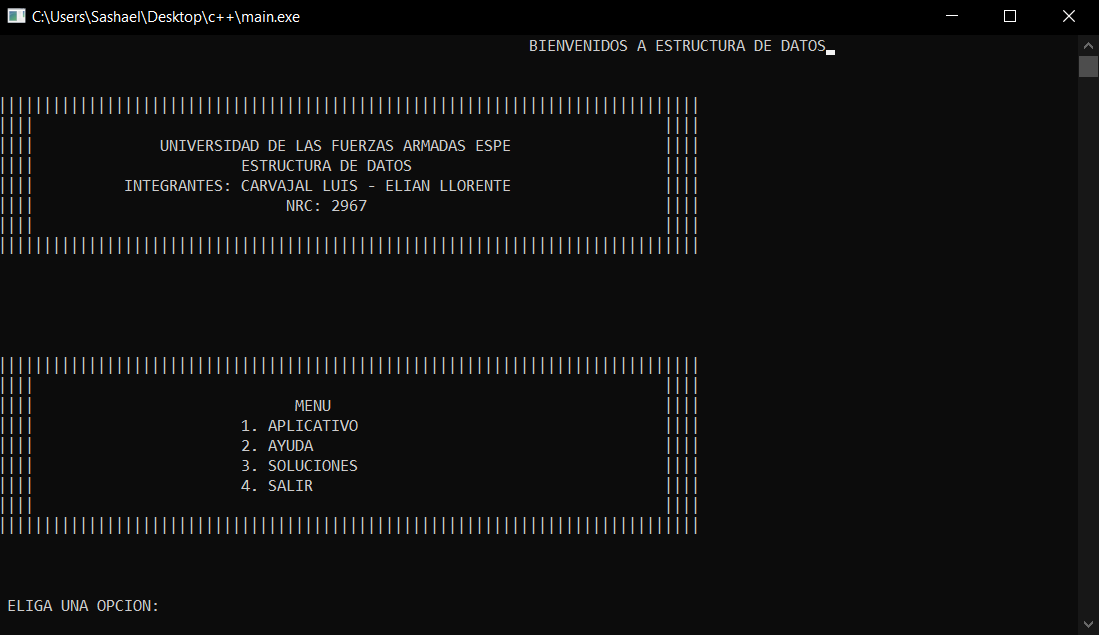 C:\Users\Sashael\Desktop\c++\main.exe
BIENVENIDOS A ESTRUCTURA DE DATOS
UNIVERSIDAD DE LAS FUERZAS ARMADAS ESPE
ESTRUCTURA DE DATOS
INTEGRANTES: CARVAJAL LUIS - ELIAN LLORENTE
NRC: 2967
MENU
1. APLICATIVO
2. AYUDA
3. SOLUCIONES
4. SALIR
ELIGA UNA OPCION: